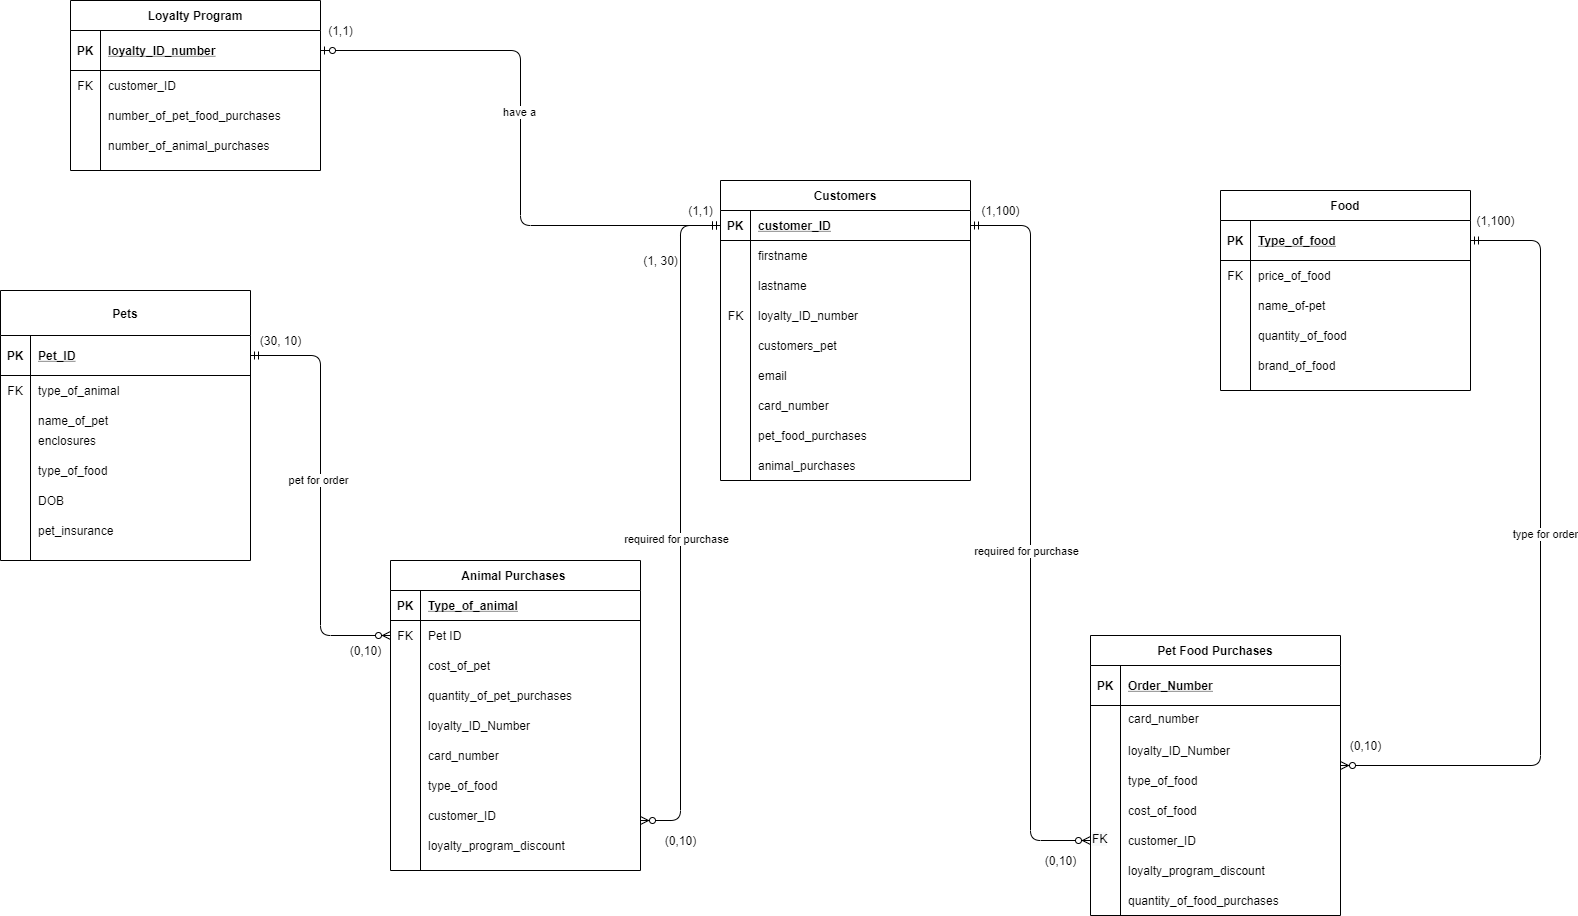 Loyalty Program
(1,1)
PK loyalty_ID_number
FK customer_ID
number_of_pet_food_purchases
number_of_animal_purchases
have a
Customers
(1,1)
PK customer_ID
firstname
lastname
FK loyalty_ID_number
customers_pet
email
card_number
pet_food_purchases
animal_purchases
(1,100)
(1, 30)
Food
(1,100)
PK Type_of_food
FK price_of_food
name_of-pet
quantity_of_food
brand_of_food
Pets
(30, 10)
PK Pet_ID
FK type_of_animal
name_of_pet
enclosures
type_of_food
DOB
pet_insurance
pet for order
required for purchase
required for purchase
type for order
Animal Purchases
PK Type_of_animal
FK Pet ID
cost_of_pet
quantity_of_pet_purchases
loyalty_ID_Number
card_number
type_of_food
customer_ID
loyalty_program_discount
(0,10)
(0,10)
Pet Food Purchases
PK Order_Number
card_number
loyalty_ID_Number
type_of_food
cost_of_food
FK customer_ID
loyalty_program_discount
quantity_of_food_purchases
(0,10)
(0,10)